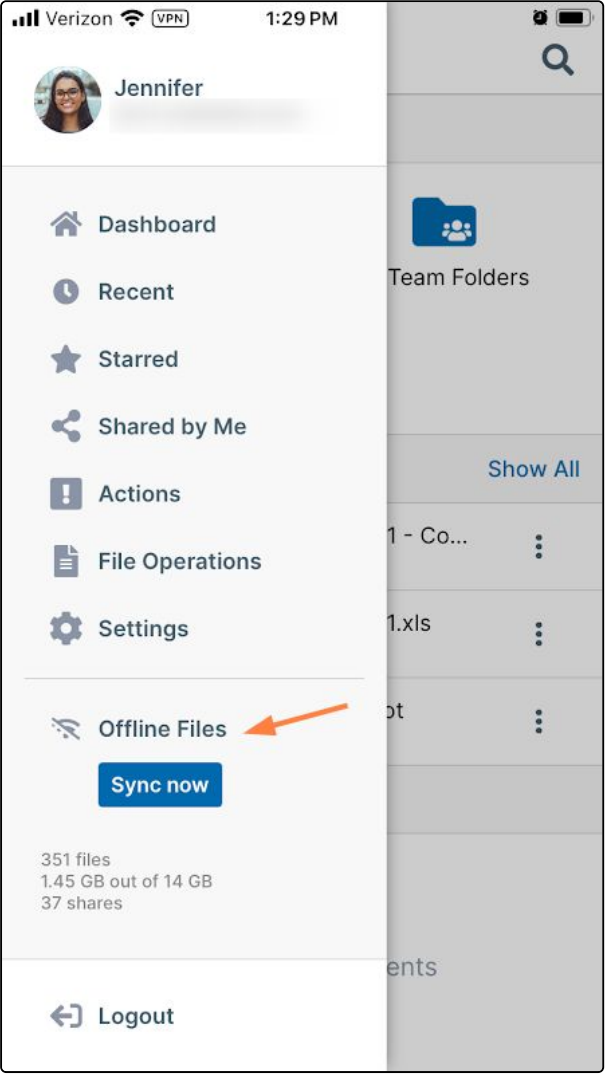 Verizon VPN 1:29 PM
Jennifer
Dashboard
Team Folders
Recent
Starred
Shared by Me
Show All
Actions
1 - Co...
File Operations
1.xls
Settings
ot
Offline Files
Sync now
351 files
1.45 GB out of 14 GB
37 shares
ents
Logout